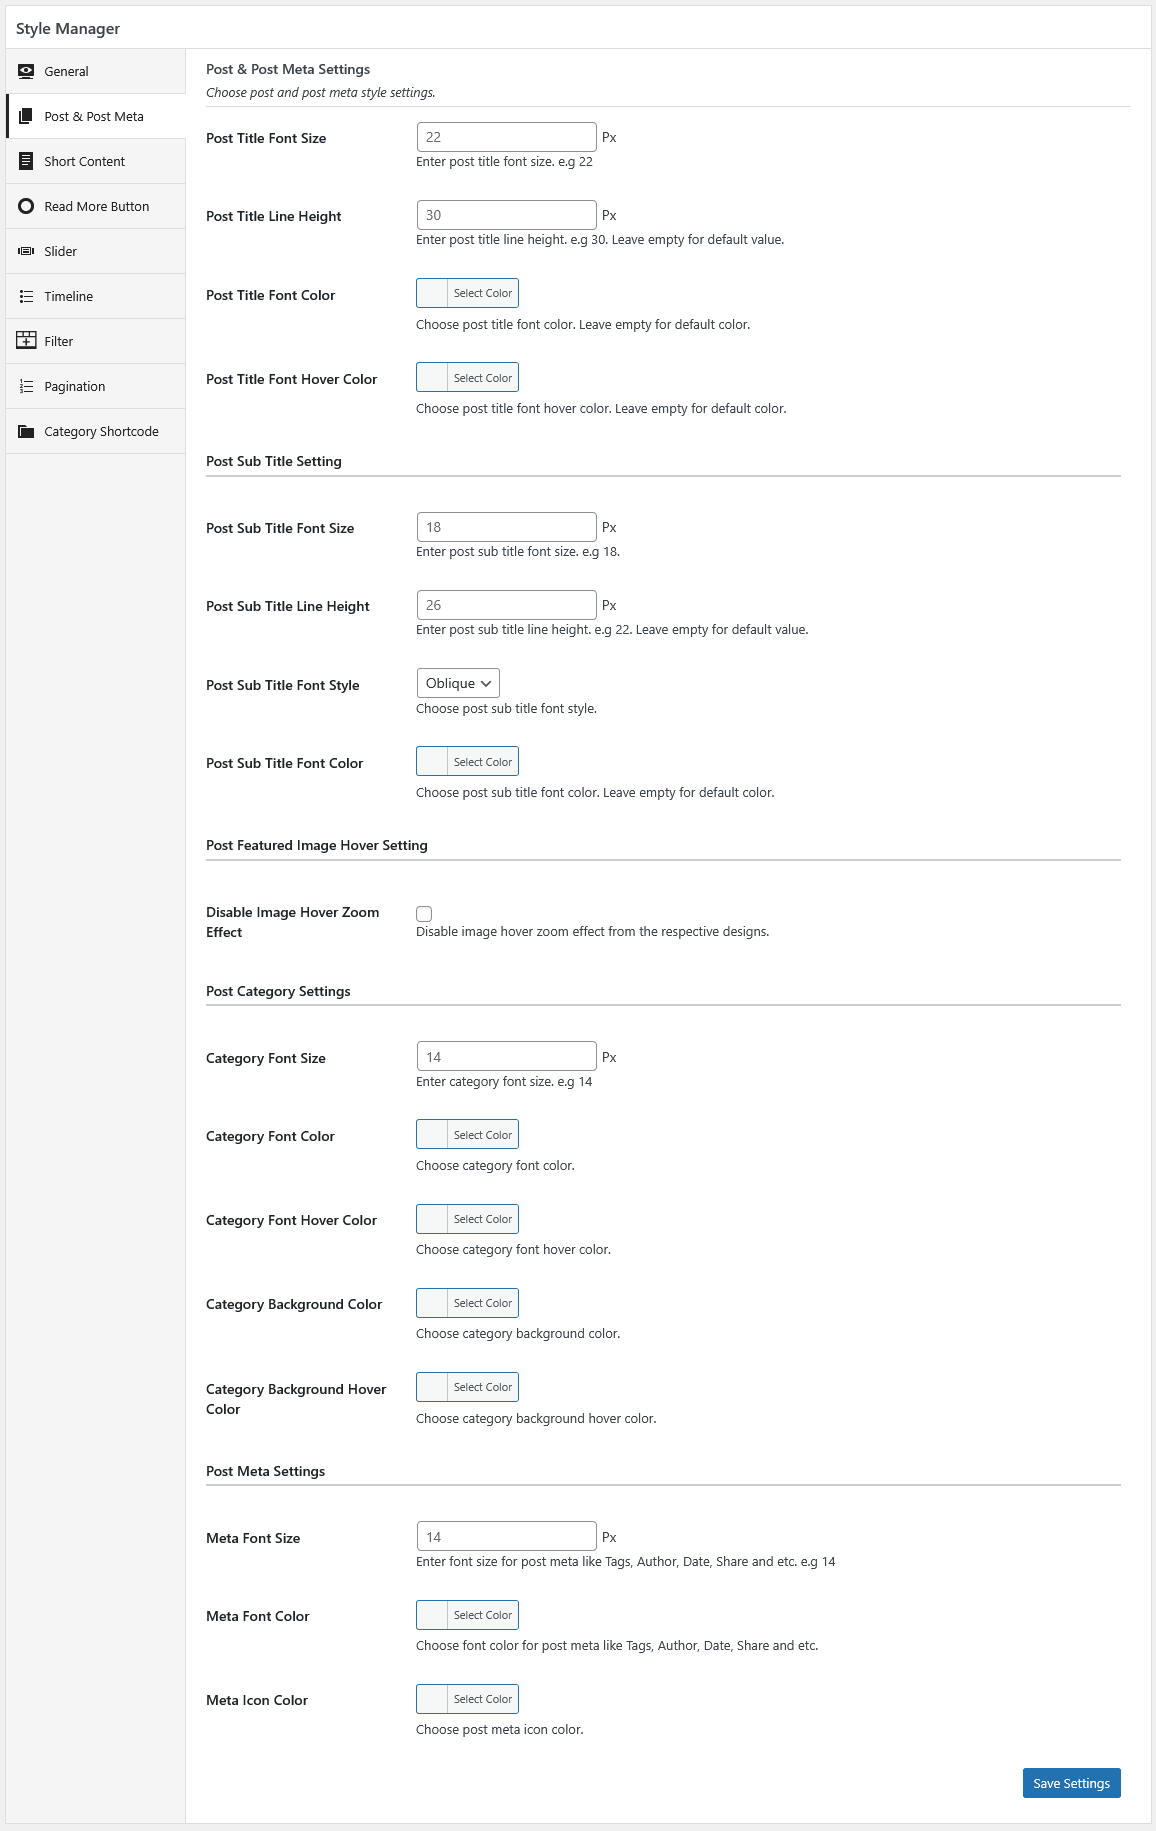 Style Manager
General
Post & Post Meta
Short Content
Read More Button
Slider
Timeline
Filter
Pagination
Category Shortcode
Post & Post Meta Settings
Choose post and post meta style settings.
Post Title Font Size
22 Px
Enter post title font size. e.g 22
Post Title Line Height
30 Px
Enter post title line height. e.g 30. Leave empty for default value.
Post Title Font Color
Select Color
Choose post title font color. Leave empty for default color.
Post Title Font Hover Color
Select Color
Choose post title font hover color. Leave empty for default color.
Post Sub Title Setting
Post Sub Title Font Size
18 Px
Enter post sub title font size. e.g 18.
Post Sub Title Line Height
26 Px
Enter post sub title line height. e.g 22. Leave empty for default value.
Post Sub Title Font Style
Oblique
Choose post sub title font style.
Post Sub Title Font Color
Select Color
Choose post sub title font color. Leave empty for default color.
Post Featured Image Hover Setting
Disable Image Hover Zoom
Effect
Disable image hover zoom effect from the respective designs.
Post Category Settings
Category Font Size
14 Px
Enter category font size. e.g 14
Category Font Color
Select Color
Choose category font color.
Category Font Hover Color
Select Color
Choose category font hover color.
Category Background Color
Select Color
Choose category background color.
Category Background Hover
Color
Select Color
Choose category background hover color.
Post Meta Settings
Meta Font Size
14 Px
Enter font size for post meta like Tags, Author, Date, Share and etc. e.g 14
Meta Font Color
Select Color
Choose font color for post meta like Tags, Author, Date, Share and etc.
Meta Icon Color
Select Color
Choose post meta icon color.
Save Settings